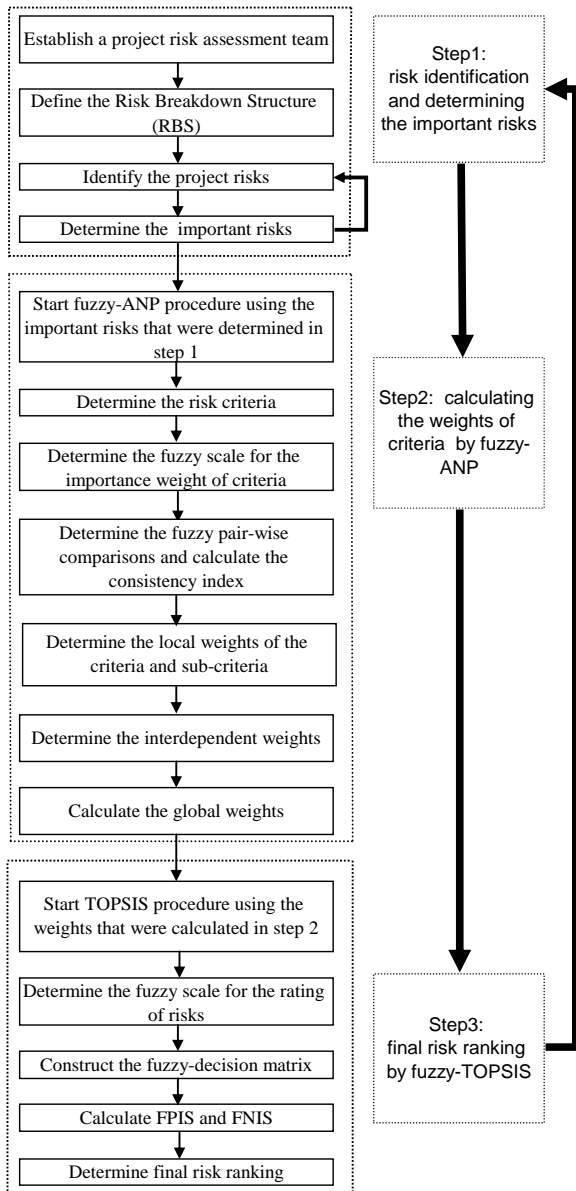 Establish a project risk assessment team
Define the Risk Breakdown Structure
(RBS)
Identify the project risks
Determine the important risks
Start fuzzy-ANP procedure using the
important risks that were determined in
step 1
Determine the risk criteria
Determine the fuzzy scale for the
importance weight of criteria
Determine the fuzzy pair-wise
comparisons and calculate the
consistency index
Determine the local weights of the
criteria and sub-criteria
Determine the interdependent weights
Calculate the global weights
Start TOPSIS procedure using the
weights that were calculated in step 2
Determine the fuzzy scale for the rating
of risks
Construct the fuzzy-decision matrix
Calculate FPIS and FNIS
Determine final risk ranking
Step1:
risk identification
and determining
the important risks
Step2: calculating
the weights of
criteria by fuzzy-
ANP
Step3:
final risk ranking
by fuzzy-TOPSIS